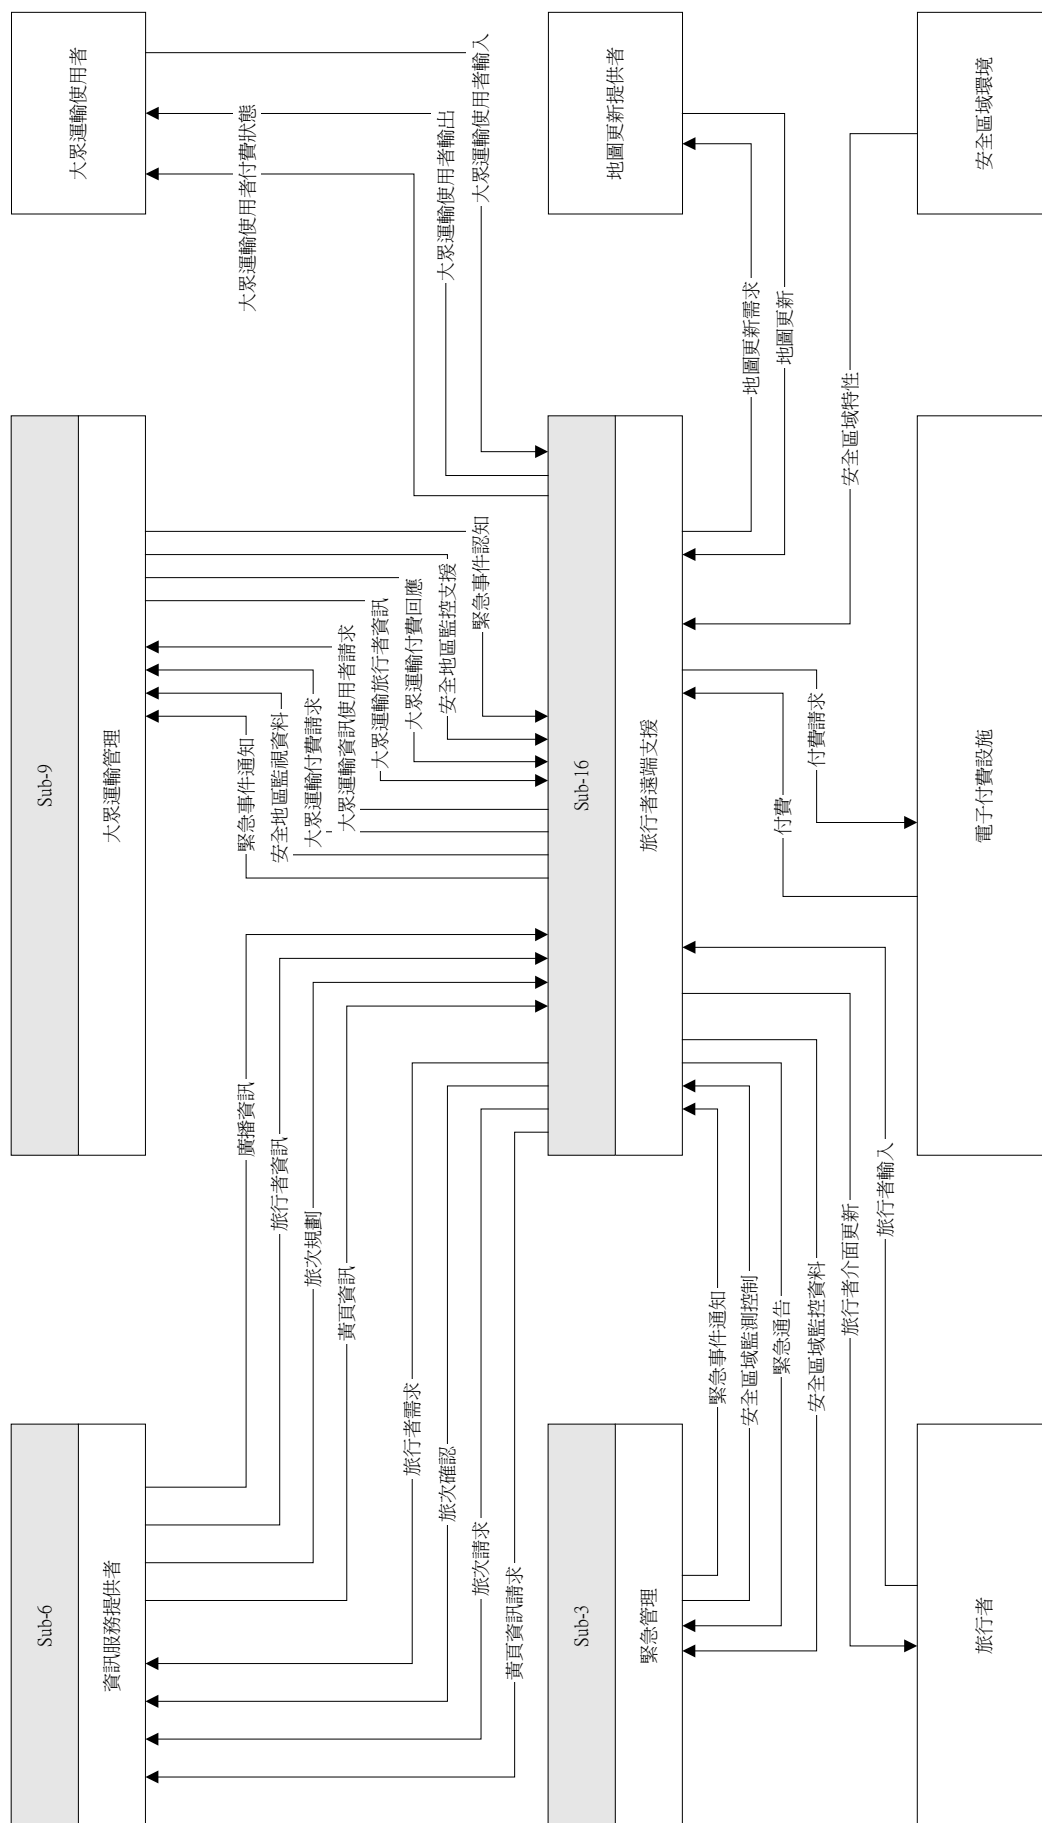 Sub-6
資訊服務提供者
Sub-9
大眾運輸管理
大眾運輸使用者
廣播資訊
旅行者資訊
旅次規劃
黃頁資訊
旅行者需求
旅次確認
旅次請求
黃頁資訊請求
緊急事件通知
安全地區監視資料
大眾運輸付費請求
大眾運輸資訊使用者請求
大眾運輸旅行者資訊
大眾運輸付費回應
安全地區監控支援
緊急事件認知
大眾運輸使用者付費狀態
大眾運輸使用者輸出
大眾運輸使用者輸入
Sub-3
緊急管理
Sub-16
旅行者遠端支援
地圖更新提供者
緊急事件通知
安全區域監測控制
緊急通告
安全區域監控資料
旅行者介面更新
旅行者輸入
付費
付費請求
地圖更新需求
地圖更新
安全區域特性
旅行者
電子付費設施
安全區域環境